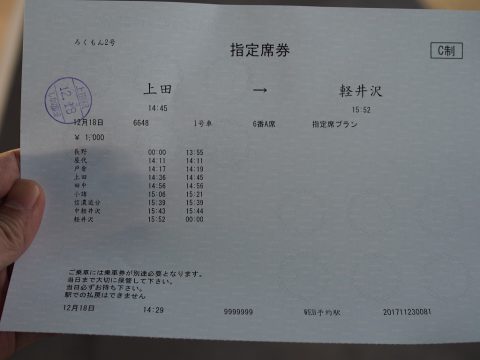 ろくもん2号
指定席券
C制
上田 → 軽井沢
14:45 15:52
12.18
12月18日 6648 1号車 6番A席 指定席プラン
￥ 1,000
長野 00:00 13:55
屋代 14:11 14:11
戸倉 14:17 14:19
上田 14:36 14:45
田中 14:56 14:56
小諸 15:06 15:21
信濃追分 15:39 15:39
中軽井沢 15:43 15:44
軽井沢 15:52 00:00
ご乗車には乗車券が別途必要となります。
当日まで大切に保管して下さい。
当日必ずお持ち下さい。
駅での払戻はできません
12月18日 14:29 9999999 WEB予約駅 201711230081